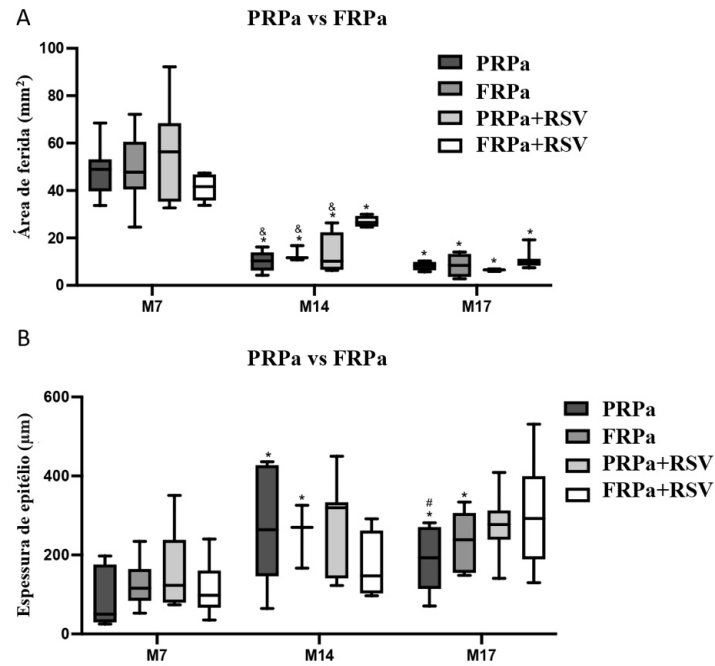 A
PRPa vs FRPa
Área de ferida (mm²)
100
80
60
40
20
0
PRPa
FRPa
PRPa+RSV
FRPa+RSV
&
*
&
*
&
*
*
*
*
*
*
M7
M14
M17
B
PRPa vs FRPa
Espessura de epitélio (µm)
600
400
200
0
PRPa
FRPa
PRPa+RSV
FRPa+RSV
*
*
#
*
*
M7
M14
M17